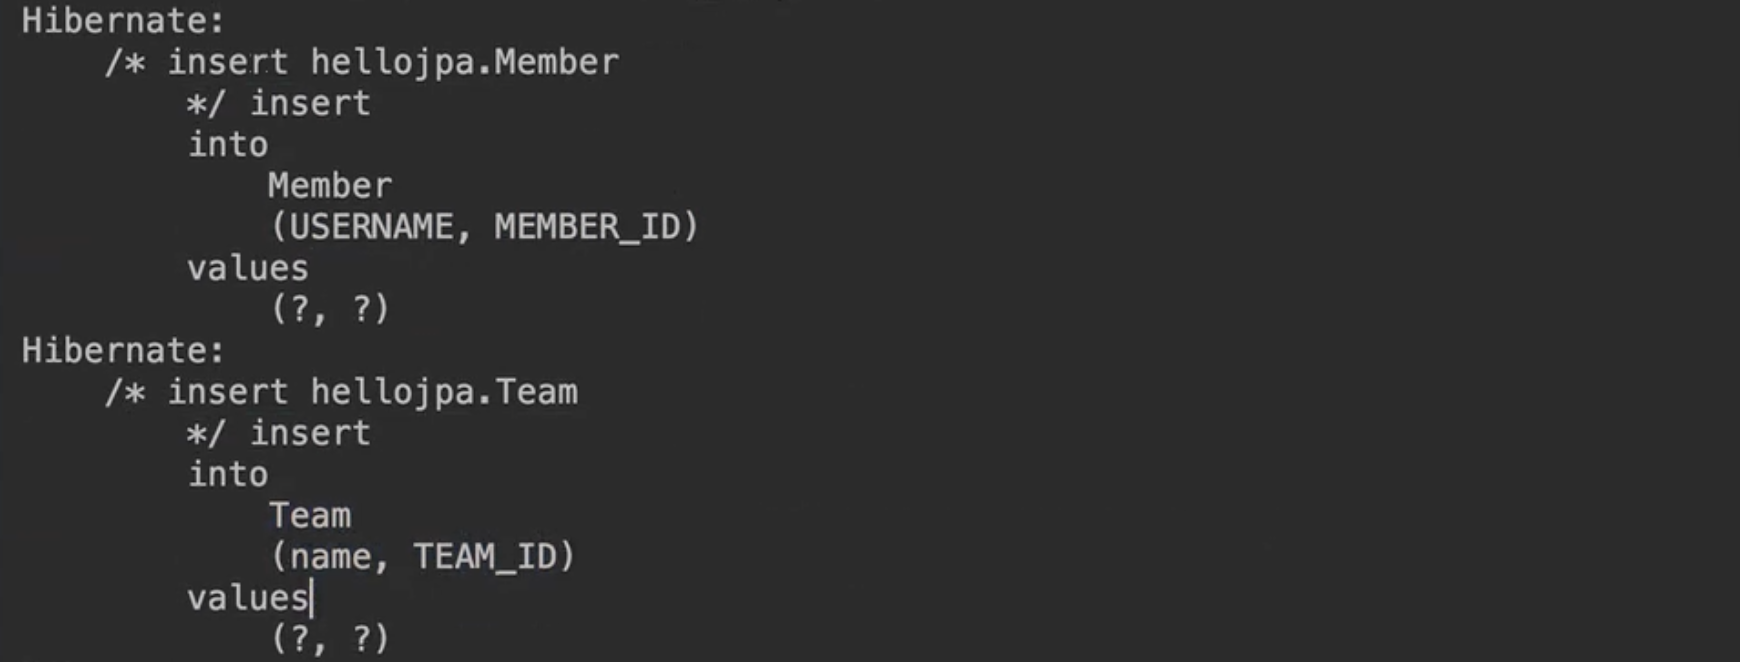 Hibernate:
/* insert hellojpa.Member
*/ insert
into
Member
(USERNAME, MEMBER_ID)
values
(?, ?)
Hibernate:
/* insert hellojpa.Team
*/ insert
into
Team
(name, TEAM_ID)
values
(?, ?)